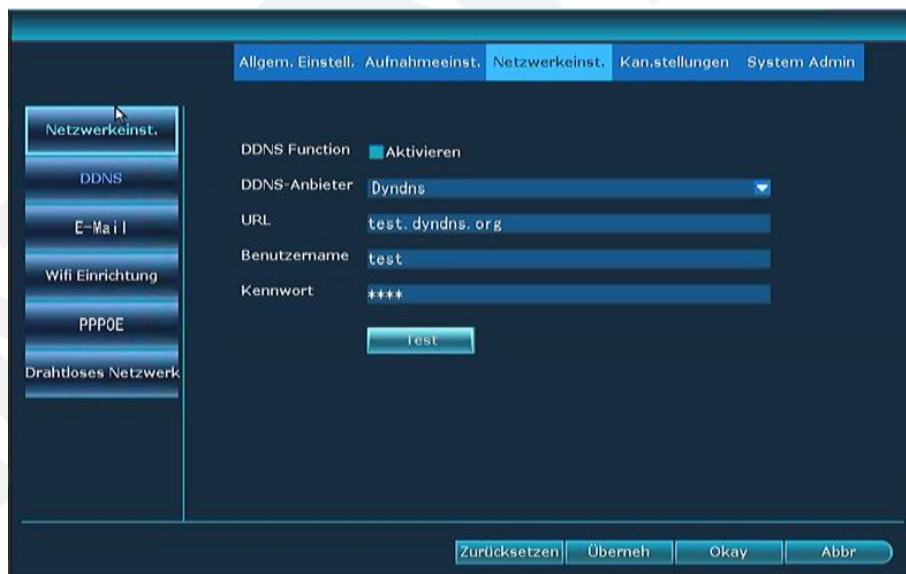 Allgem. Einstell. Aufnahmeeinst. Netzwerkeinst. Kan.stellungen System Admin
Netzwerkeinst.
DDNS
E-Mail
Wifi Einrichtung
PPPOE
Drahtloses Netzwerk
DDNS Function Aktivieren
DDNS-Anbieter Dyndns
URL test.dyndns.org
Benutzername test
Kennwort ****
Test
Zurücksetzen Überneh Okay Abbr